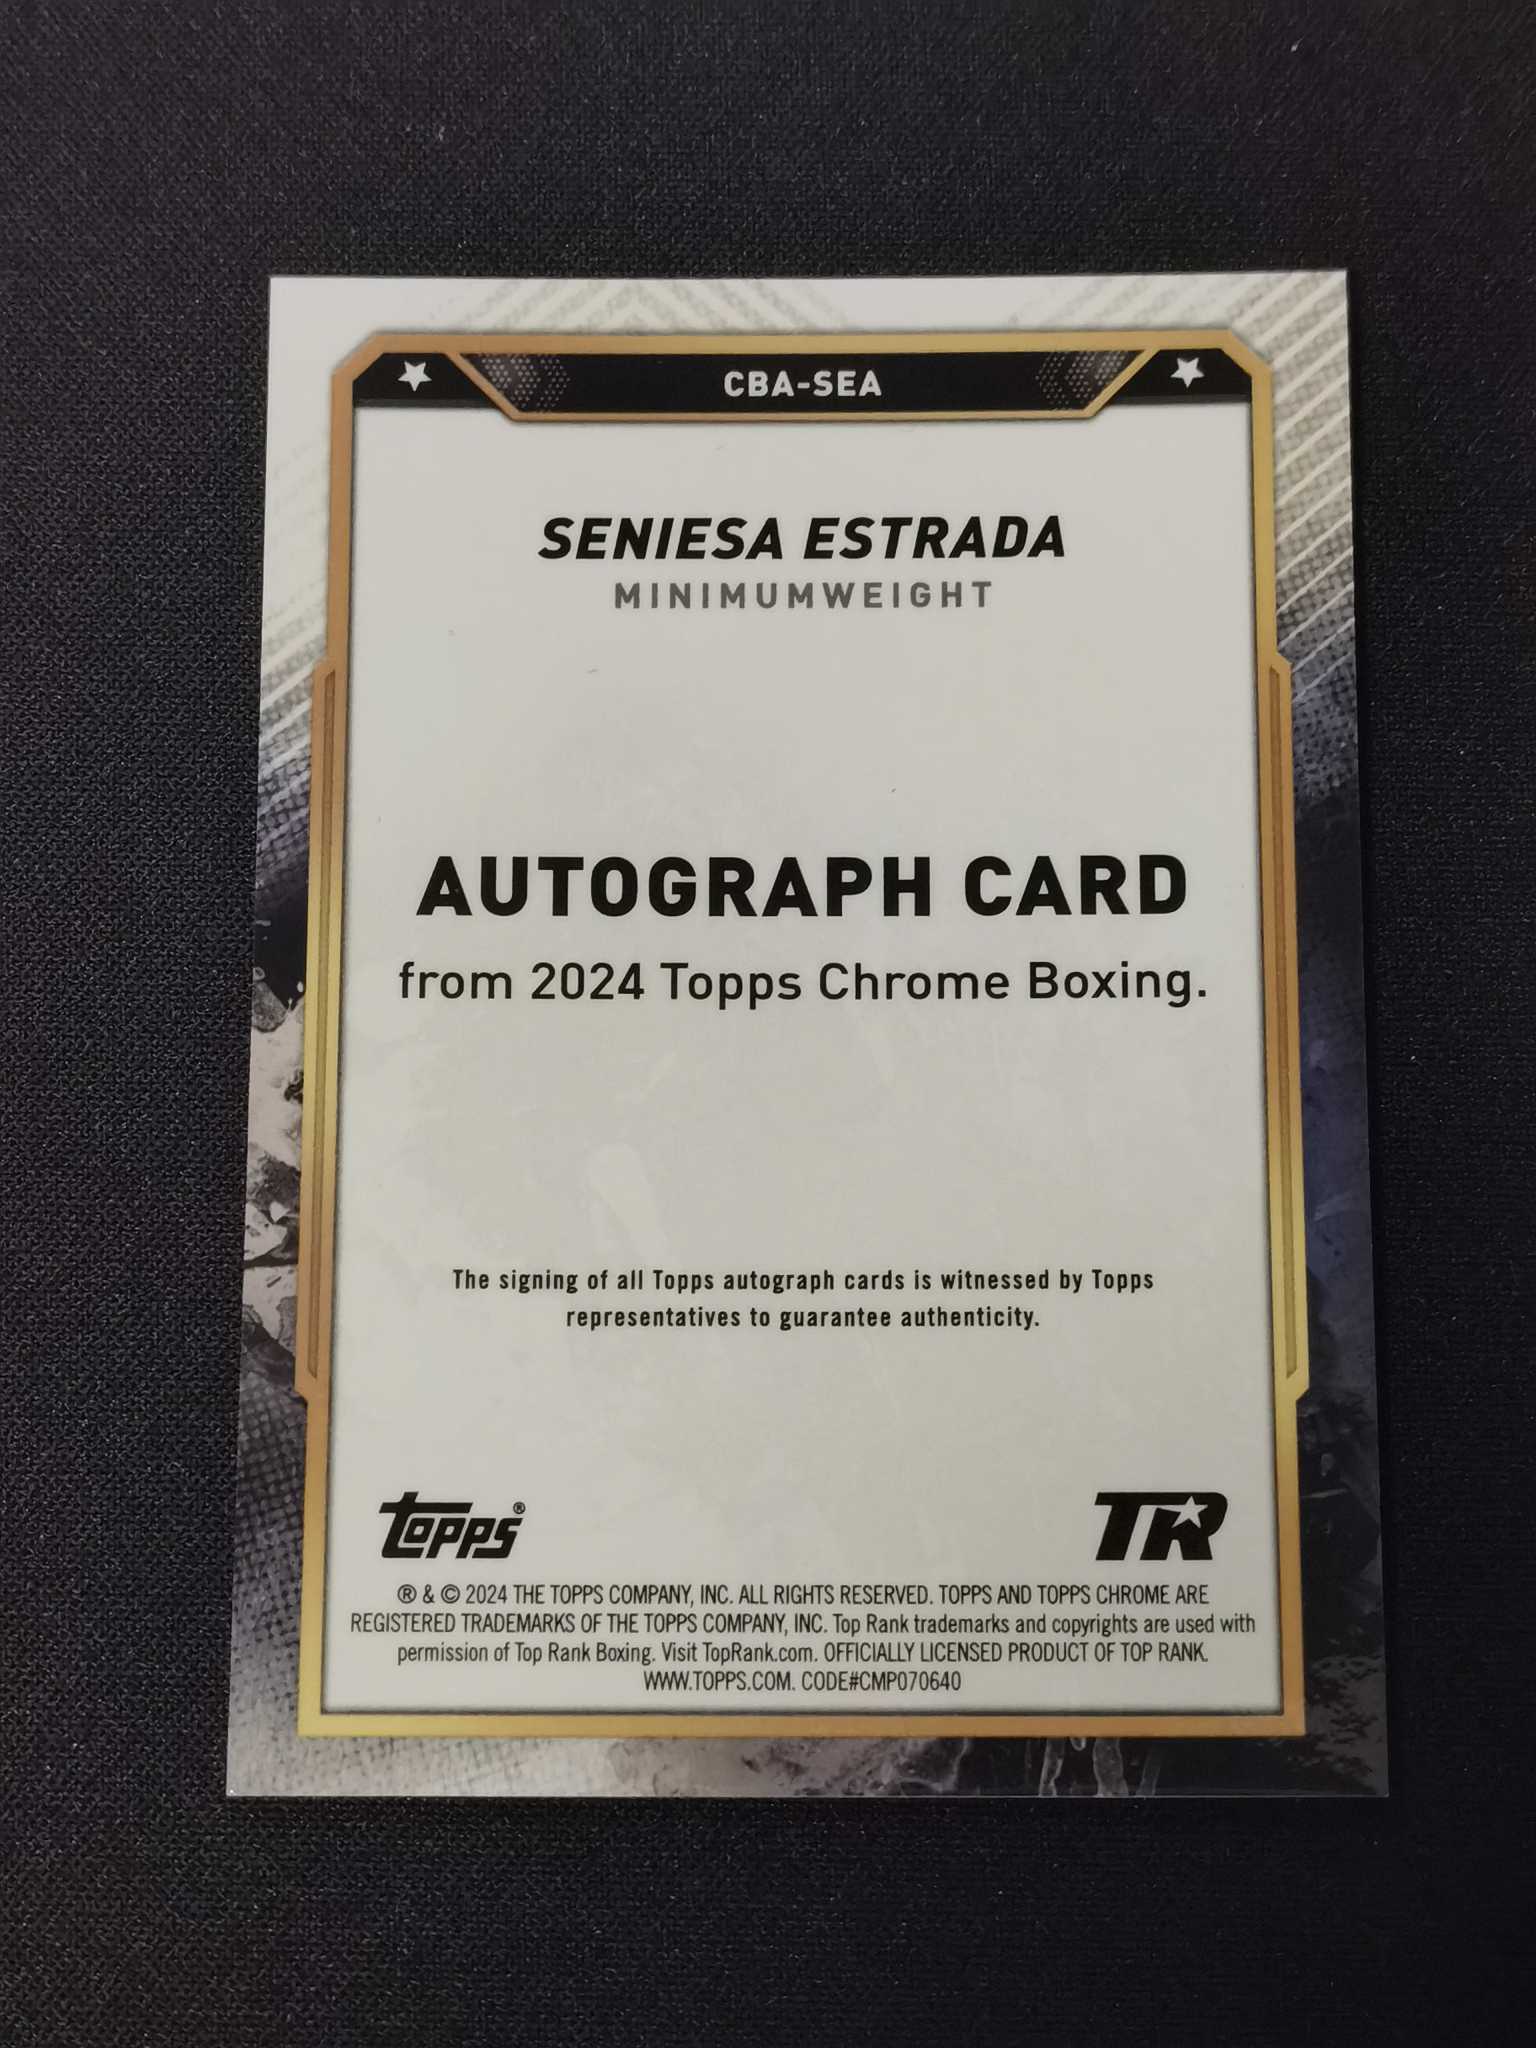 CBA-SEA
SENIESA ESTRADA
MINIMUMWEIGHT
AUTOGRAPH CARD
from 2024 Topps Chrome Boxing.
The signing of all Topps autograph cards is witnessed by Topps
representatives to guarantee authenticity.
Topps®
TR
® & © 2024 THE TOPPS COMPANY, INC. ALL RIGHTS RESERVED. TOPPS AND TOPPS CHROME ARE
REGISTERED TRADEMARKS OF THE TOPPS COMPANY, INC. Top Rank trademarks and copyrights are used with
permission of Top Rank Boxing. Visit TopRank.com. OFFICIALLY LICENSED PRODUCT OF TOP RANK.
WWW.TOPPS.COM. CODE#CMP070640